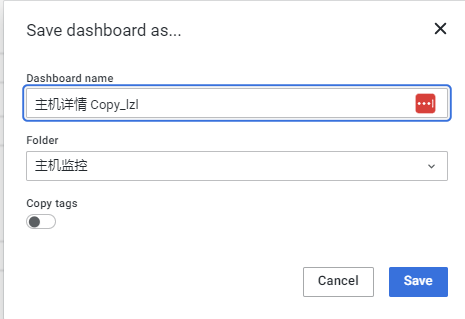 Save dashboard as...
Dashboard name
主机详情 Copy_lzl
Folder
主机监控
Copy tags
Cancel
Save